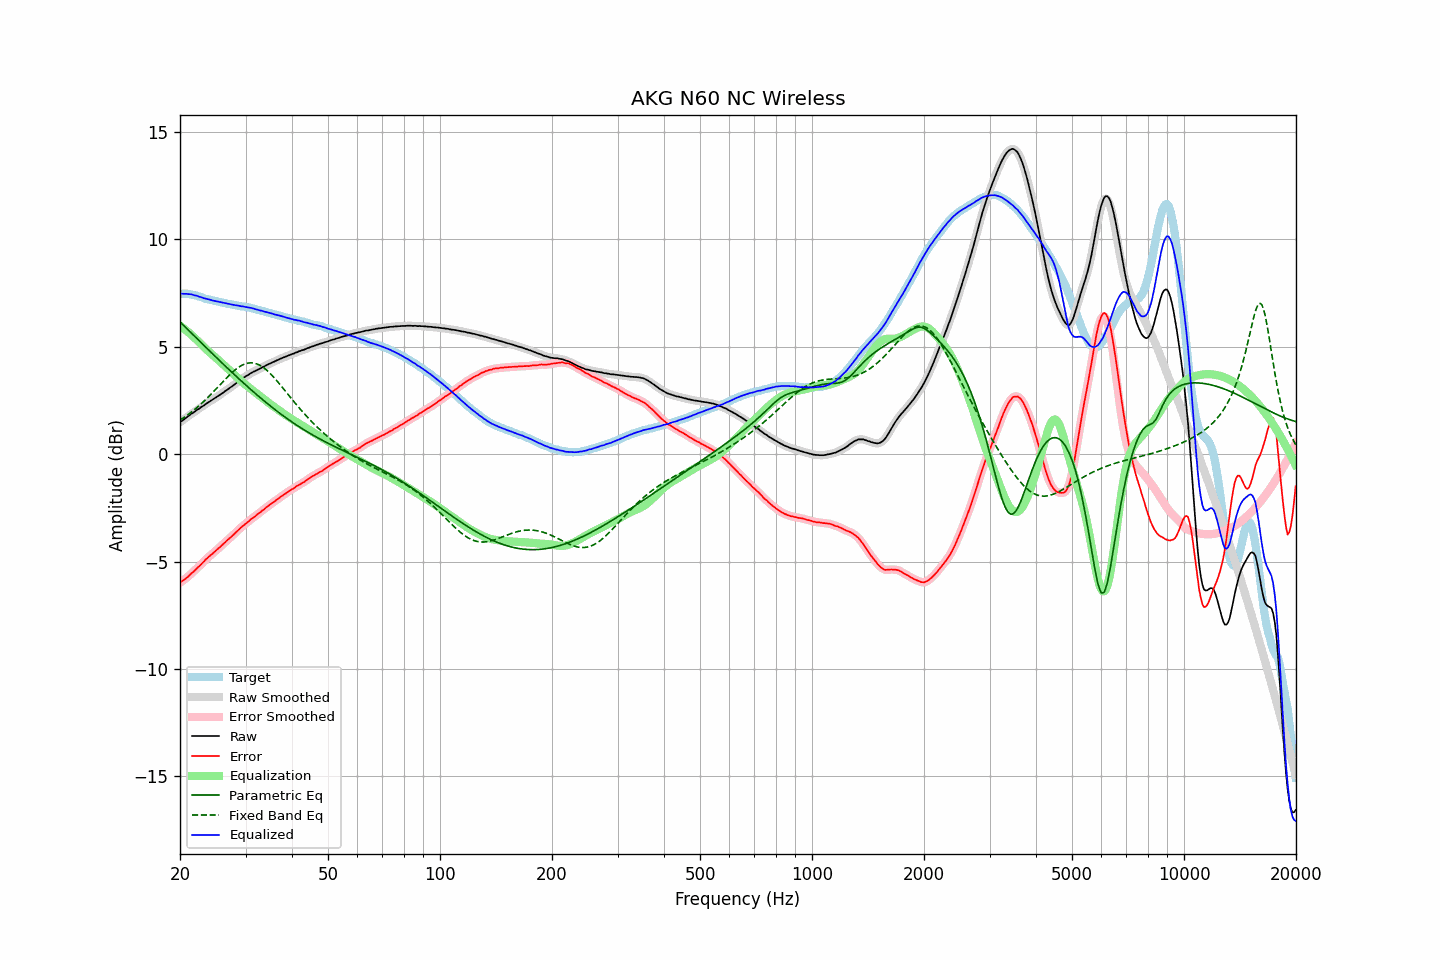 AKG N60 NC Wireless
Amplitude (dBr)
15
10
5
0
−5
−10
−15
Target
Raw Smoothed
Error Smoothed
Raw
Error
Equalization
Parametric Eq
Fixed Band Eq
Equalized
20 50 100 200 500 1000 2000 5000 10000 20000
Frequency (Hz)